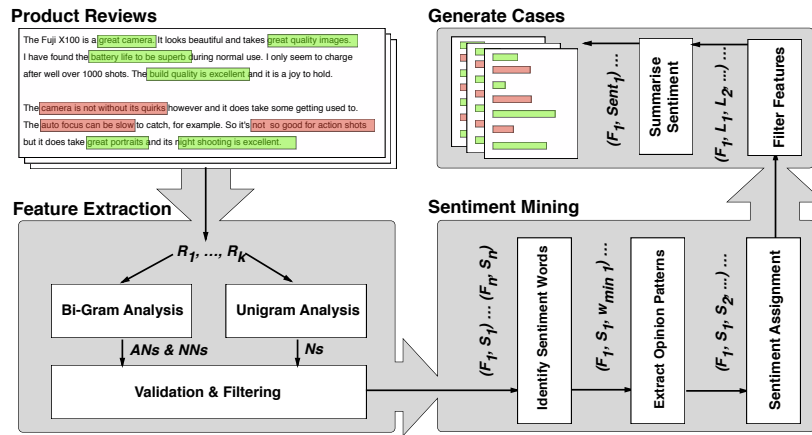 Product Reviews
The Fuji X100 is a great camera. It looks beautiful and takes great quality images.
I have found the battery life to be superb during normal use. I only seem to charge
after well over 1000 shots. The build quality is excellent and it is a joy to hold.
The camera is not without its quirks however and it does take some getting used to.
The auto focus can be slow to catch, for example. So it's not so good for action shots
but it does take great portraits and its night shooting is excellent.
Feature Extraction
R1, ..., Rk
Bi-Gram Analysis
Unigram Analysis
ANs & NNs
Ns
Validation & Filtering
Sentiment Mining
(F1, S1) ... (Fn, Sn)
Identify Sentiment Words
(F1, S1, wmin 1) ...
Extract Opinion Patterns
(F1, S1, S2, ...) ...
Sentiment Assignment
Generate Cases
Filter Features
(F1, L1, L2, ...) ...
Summarise
Sentiment
(F1, Sent1) ...